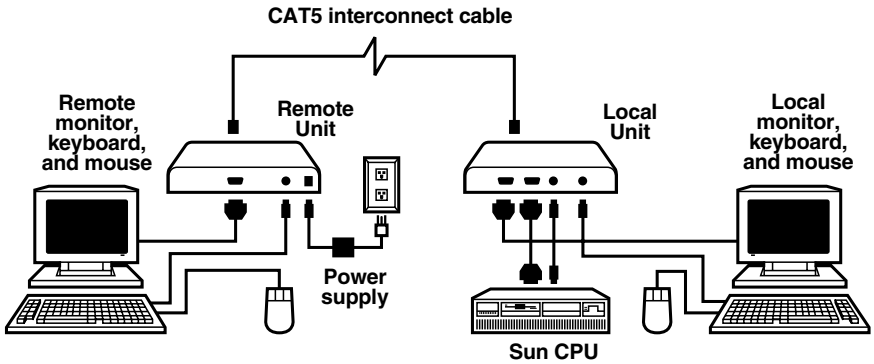 CAT5 interconnect cable
Remote
monitor,
keyboard,
and mouse
Remote
Unit
Local
Unit
Local
monitor,
keyboard,
and mouse
Power
supply
Sun CPU